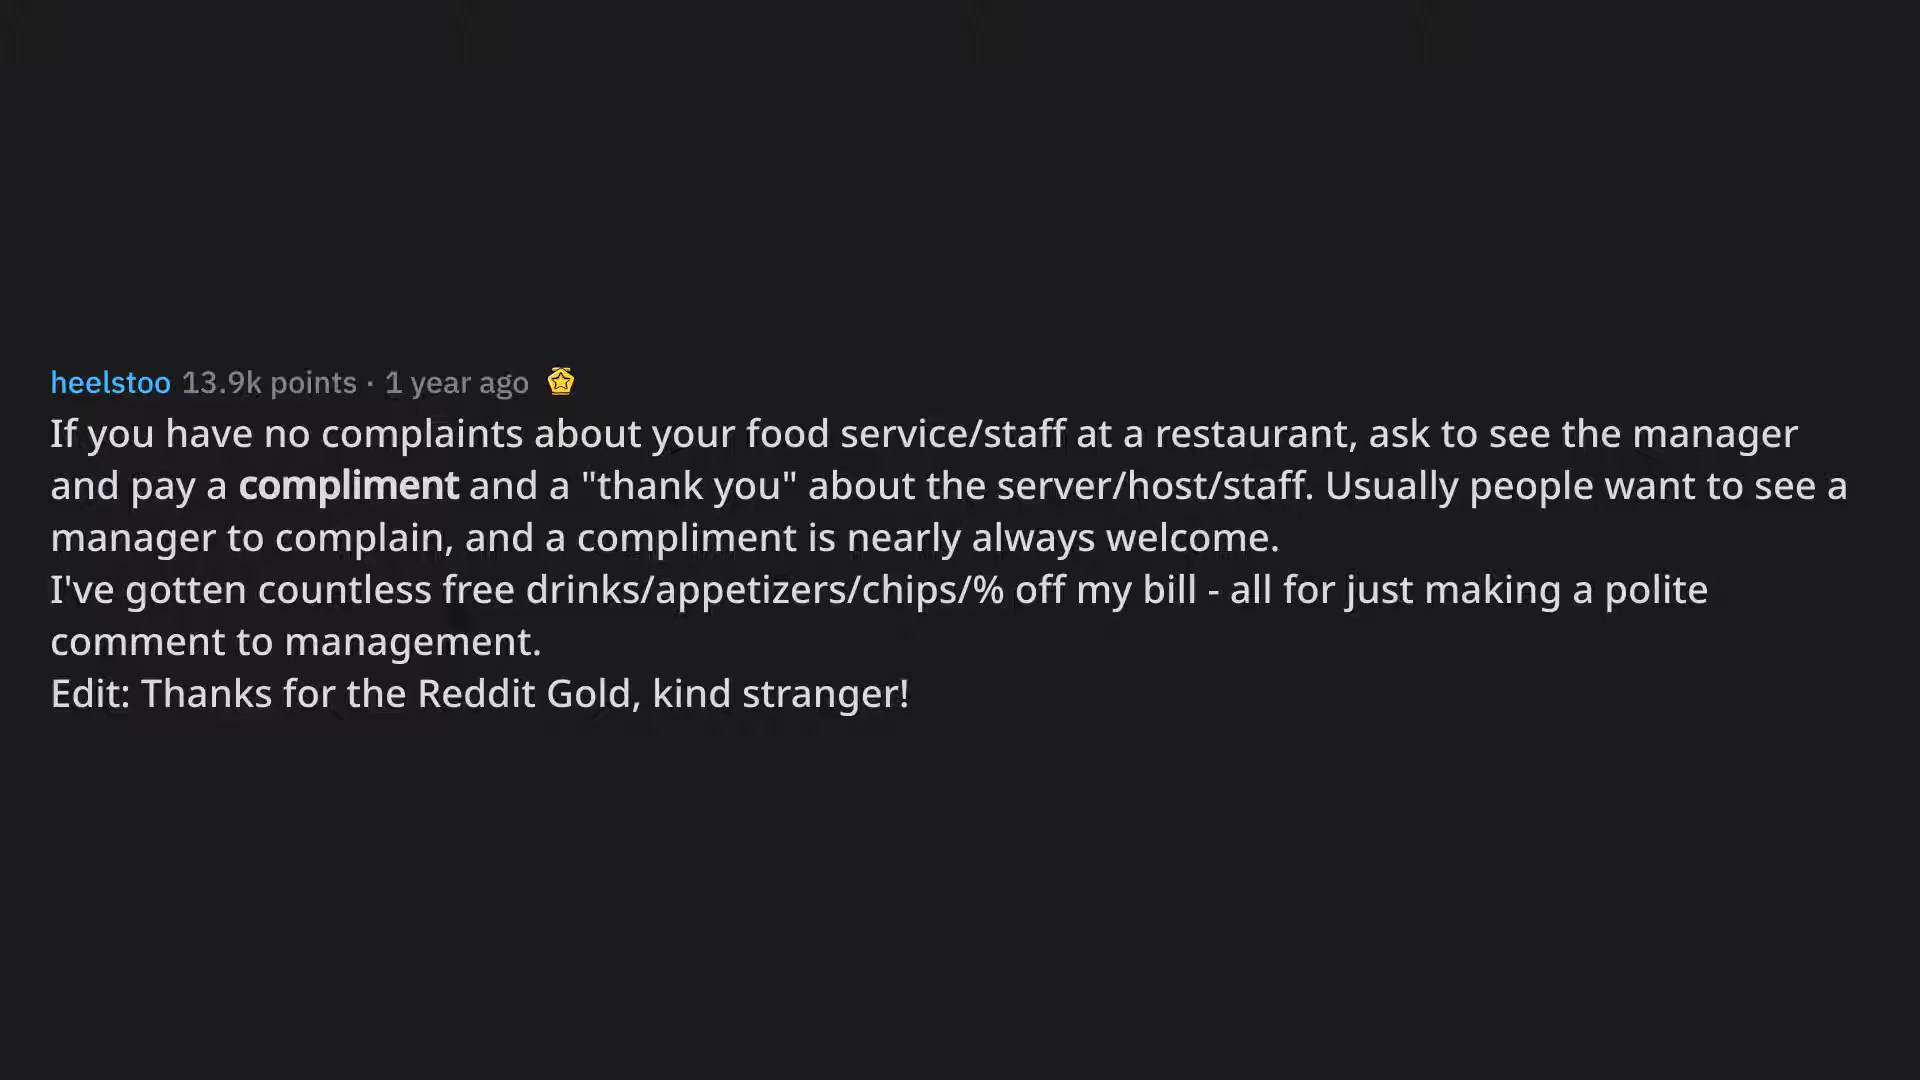 heelstoo 13.9k points · 1 year ago
If you have no complaints about your food service/staff at a restaurant, ask to see the manager
and pay a compliment and a "thank you" about the server/host/staff. Usually people want to see a
manager to complain, and a compliment is nearly always welcome.
I've gotten countless free drinks/appetizers/chips/% off my bill - all for just making a polite
comment to management.
Edit: Thanks for the Reddit Gold, kind stranger!